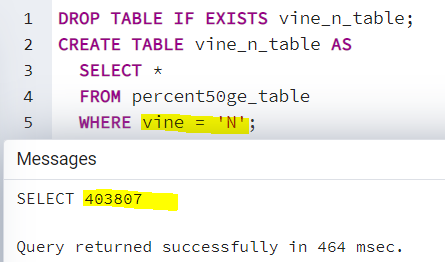 1 DROP TABLE IF EXISTS vine_n_table;
2 CREATE TABLE vine_n_table AS
3 SELECT *
4 FROM percent50ge_table
5 WHERE vine = 'N';
Messages
SELECT 403807
Query returned successfully in 464 msec.